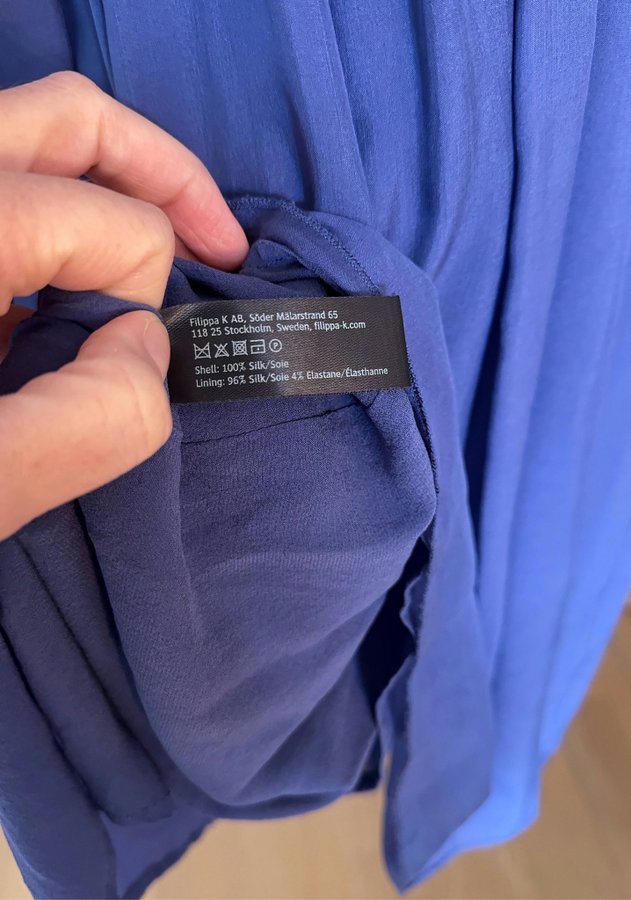 Filippa K AB, Söder Mälarstrand 65
118 25 Stockholm, Sweden, filippa-k.com
P
Shell: 100% Silk/Soie
Lining: 96% Silk/Soie 4% Elastane/Élasthanne